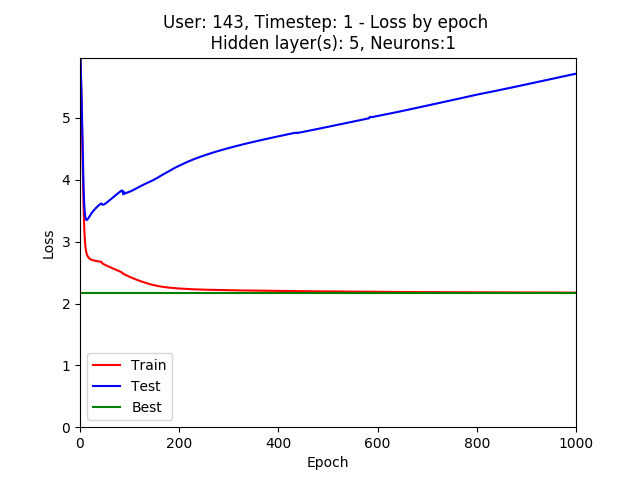 User: 143, Timestep: 1 - Loss by epoch
Hidden layer(s): 5, Neurons:1
5
4
3
2
1
0
Loss
Train
Test
Best
0 200 400 600 800 1000
Epoch